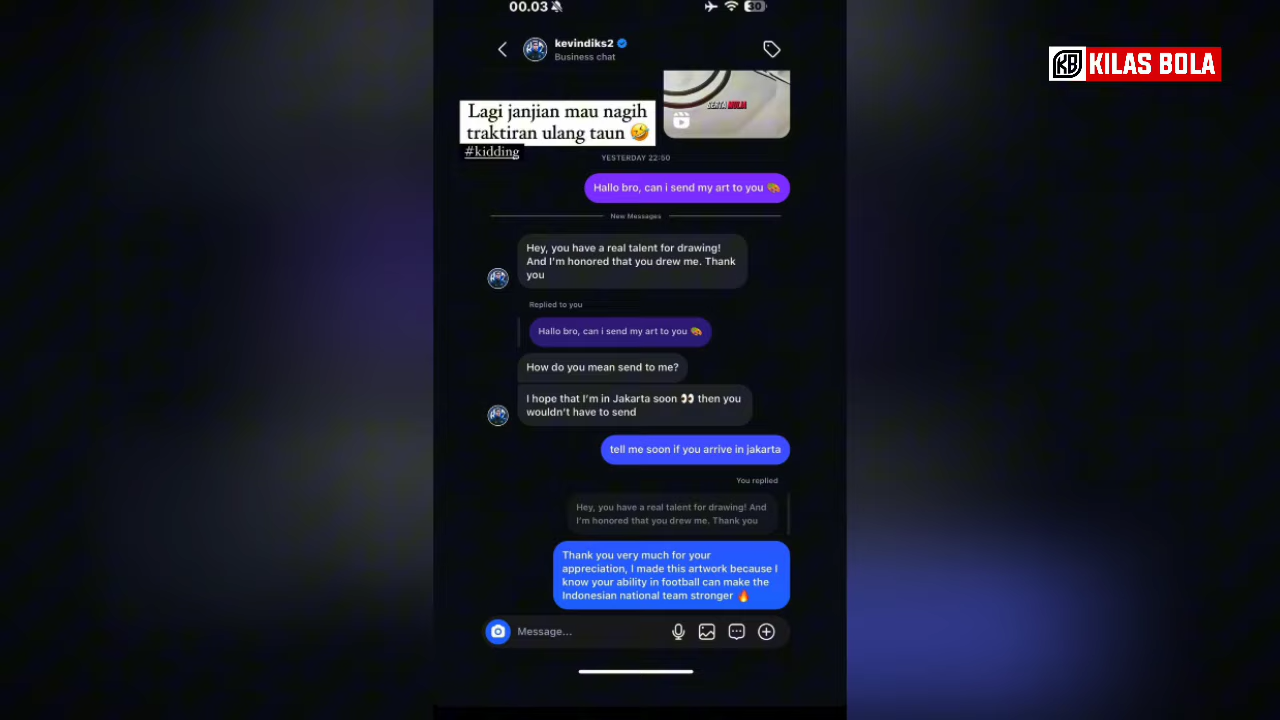 00.03
30
kevindiks2
Business chat
KB KILAS BOLA
SERTA MULIA
Lagi janjian mau nagih
traktiran ulang taun 🤣
#kidding
YESTERDAY 22:50
Hallo bro, can i send my art to you 🎨
New Messages
Hey, you have a real talent for drawing!
And I'm honored that you drew me. Thank
you
Replied to you
Hallo bro, can i send my art to you 🎨
How do you mean send to me?
I hope that I'm in Jakarta soon 👀 then you
wouldn't have to send
tell me soon if you arrive in jakarta
You replied
Hey, you have a real talent for drawing! And
I'm honored that you drew me. Thank you
Thank you very much for your
appreciation, I made this artwork because I
know your ability in football can make the
Indonesian national team stronger 🔥
Message...